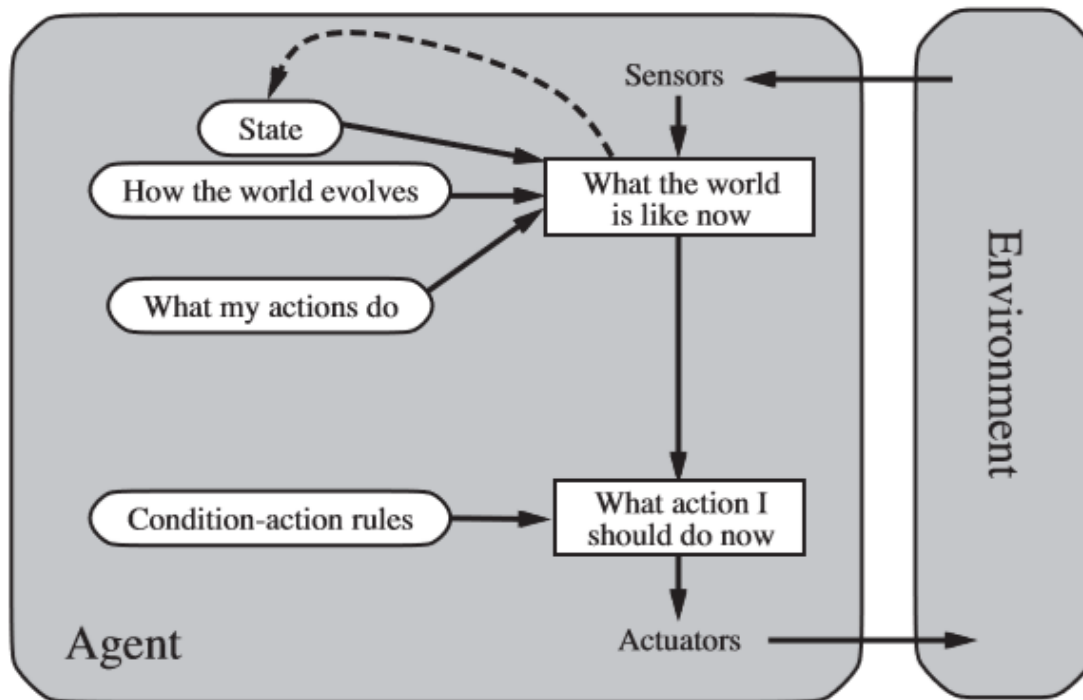 Sensors
State
How the world evolves
What the world
is like now
What my actions do
Environment
Condition-action rules
What action I
should do now
Agent
Actuators